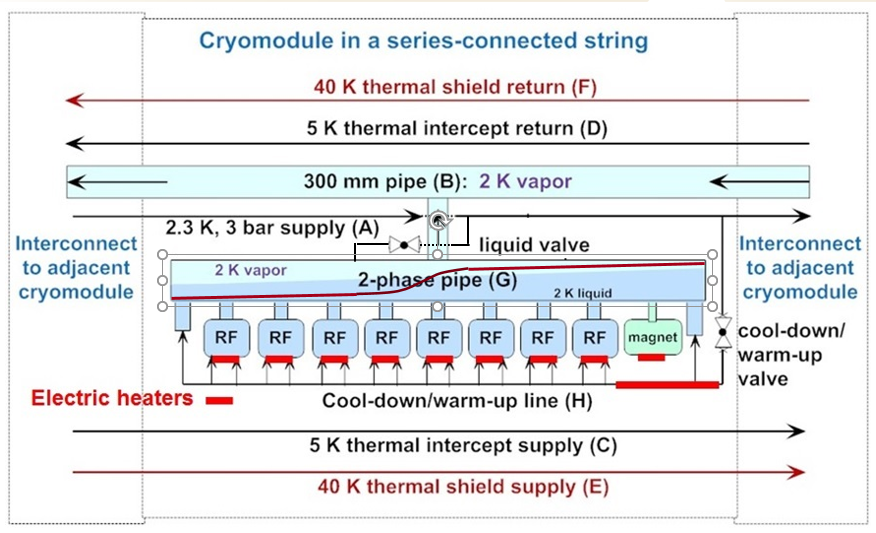 Cryomodule in a series-connected string
40 K thermal shield return (F)
5 K thermal intercept return (D)
300 mm pipe (B): 2 K vapor
2.3 K, 3 bar supply (A)
liquid valve
Interconnect
to adjacent
cryomodule
Interconnect
to adjacent
cryomodule
2 K vapor
2-phase pipe (G)
2 K liquid
RF RF RF RF RF RF RF RF magnet
cool-down/
warm-up
valve
Electric heaters
Cool-down/warm-up line (H)
5 K thermal intercept supply (C)
40 K thermal shield supply (E)